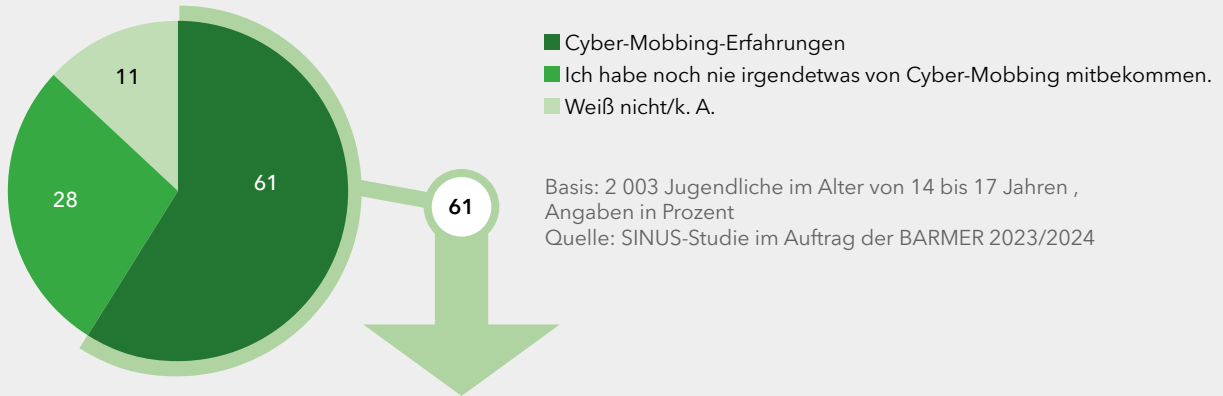 11
28
61
61
Cyber-Mobbing-Erfahrungen
Ich habe noch nie irgendetwas von Cyber-Mobbing mitbekommen.
Weiß nicht/k. A.
Basis: 2 003 Jugendliche im Alter von 14 bis 17 Jahren ,
Angaben in Prozent
Quelle: SINUS-Studie im Auftrag der BARMER 2023/2024